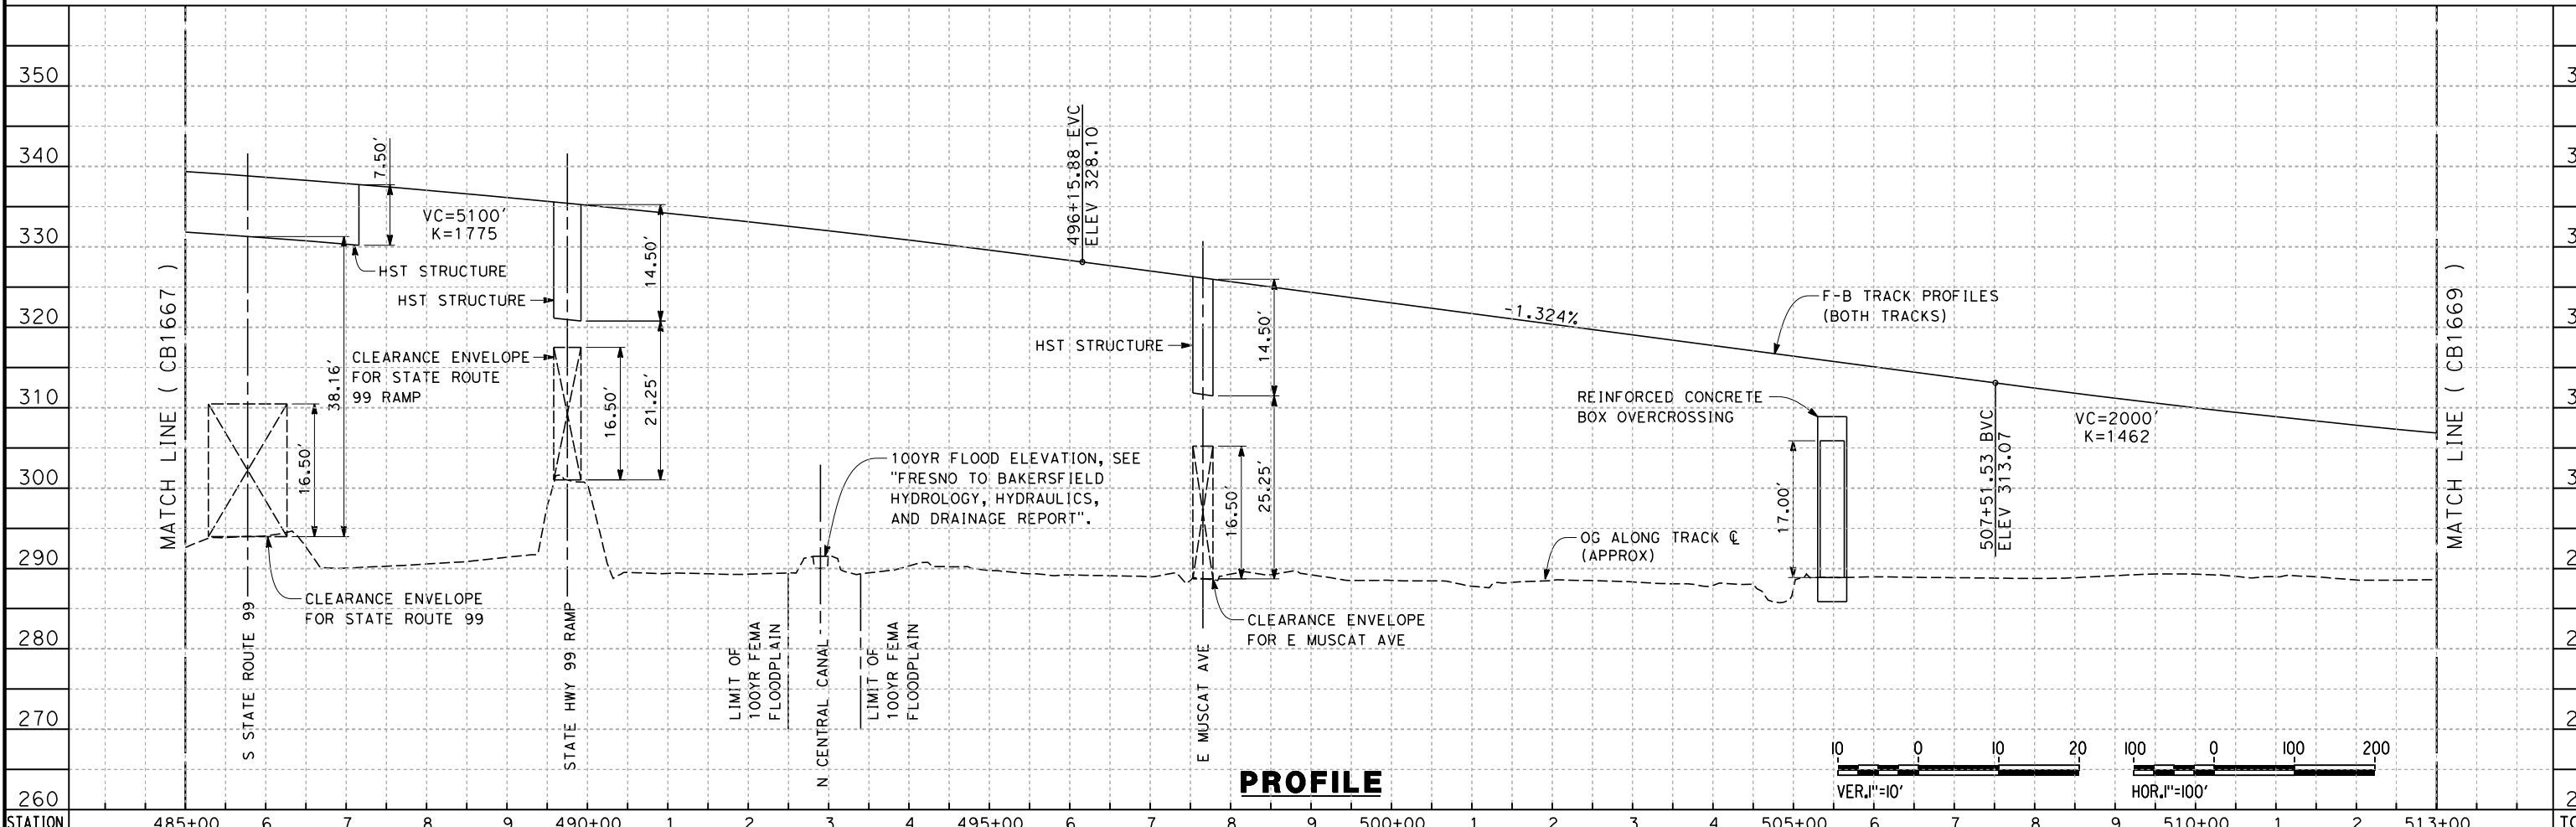 350
340
330
320
310
300
290
280
270
260
STATION
MATCH LINE ( CB1667 )
7.50′
VC=5100′
K=1775
HST STRUCTURE
38.16′
16.50′
CLEARANCE ENVELOPE
FOR STATE ROUTE 99
S STATE ROUTE 99
HST STRUCTURE
CLEARANCE ENVELOPE
FOR STATE ROUTE
99 RAMP
14.50′
16.50′
21.25′
STATE HWY 99 RAMP
100YR FLOOD ELEVATION, SEE
"FRESNO TO BAKERSFIELD
HYDROLOGY, HYDRAULICS,
AND DRAINAGE REPORT".
LIMIT OF
100YR FEMA
FLOODPLAIN
N CENTRAL CANAL
LIMIT OF
100YR FEMA
FLOODPLAIN
496+15.88 EVC
ELEV 328.10
HST STRUCTURE
14.50′
16.50′
25.25′
CLEARANCE ENVELOPE
FOR E MUSCAT AVE
E MUSCAT AVE
-1.324%
F-B TRACK PROFILES
(BOTH TRACKS)
REINFORCED CONCRETE
BOX OVERCROSSING
17.00′
OG ALONG TRACK ℄
(APPROX)
507+51.53 BVC
ELEV 313.07
VC=2000′
K=1462
MATCH LINE ( CB1669 )
PROFILE
10 0 10 20
VER.1"=10′
100 0 100 200
HOR.1"=100′
485+00 6 7 8 9 490+00 1 2 3 4 495+00 6 7 8 9 500+00 1 2 3 4 505+00 6 7 8 9 510+00 1 2 513+00